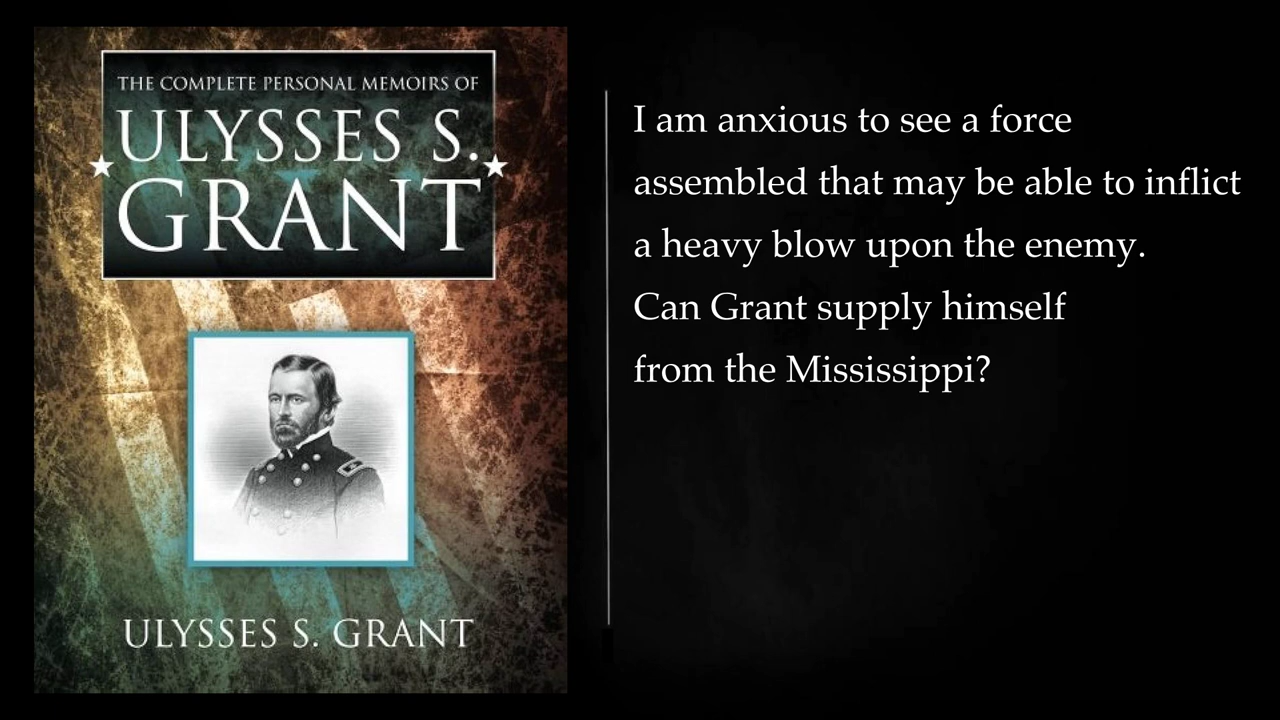 THE COMPLETE PERSONAL MEMOIRS OF
ULYSSES S.
GRANT
ULYSSES S. GRANT
I am anxious to see a force
assembled that may be able to inflict
a heavy blow upon the enemy.
Can Grant supply himself
from the Mississippi?